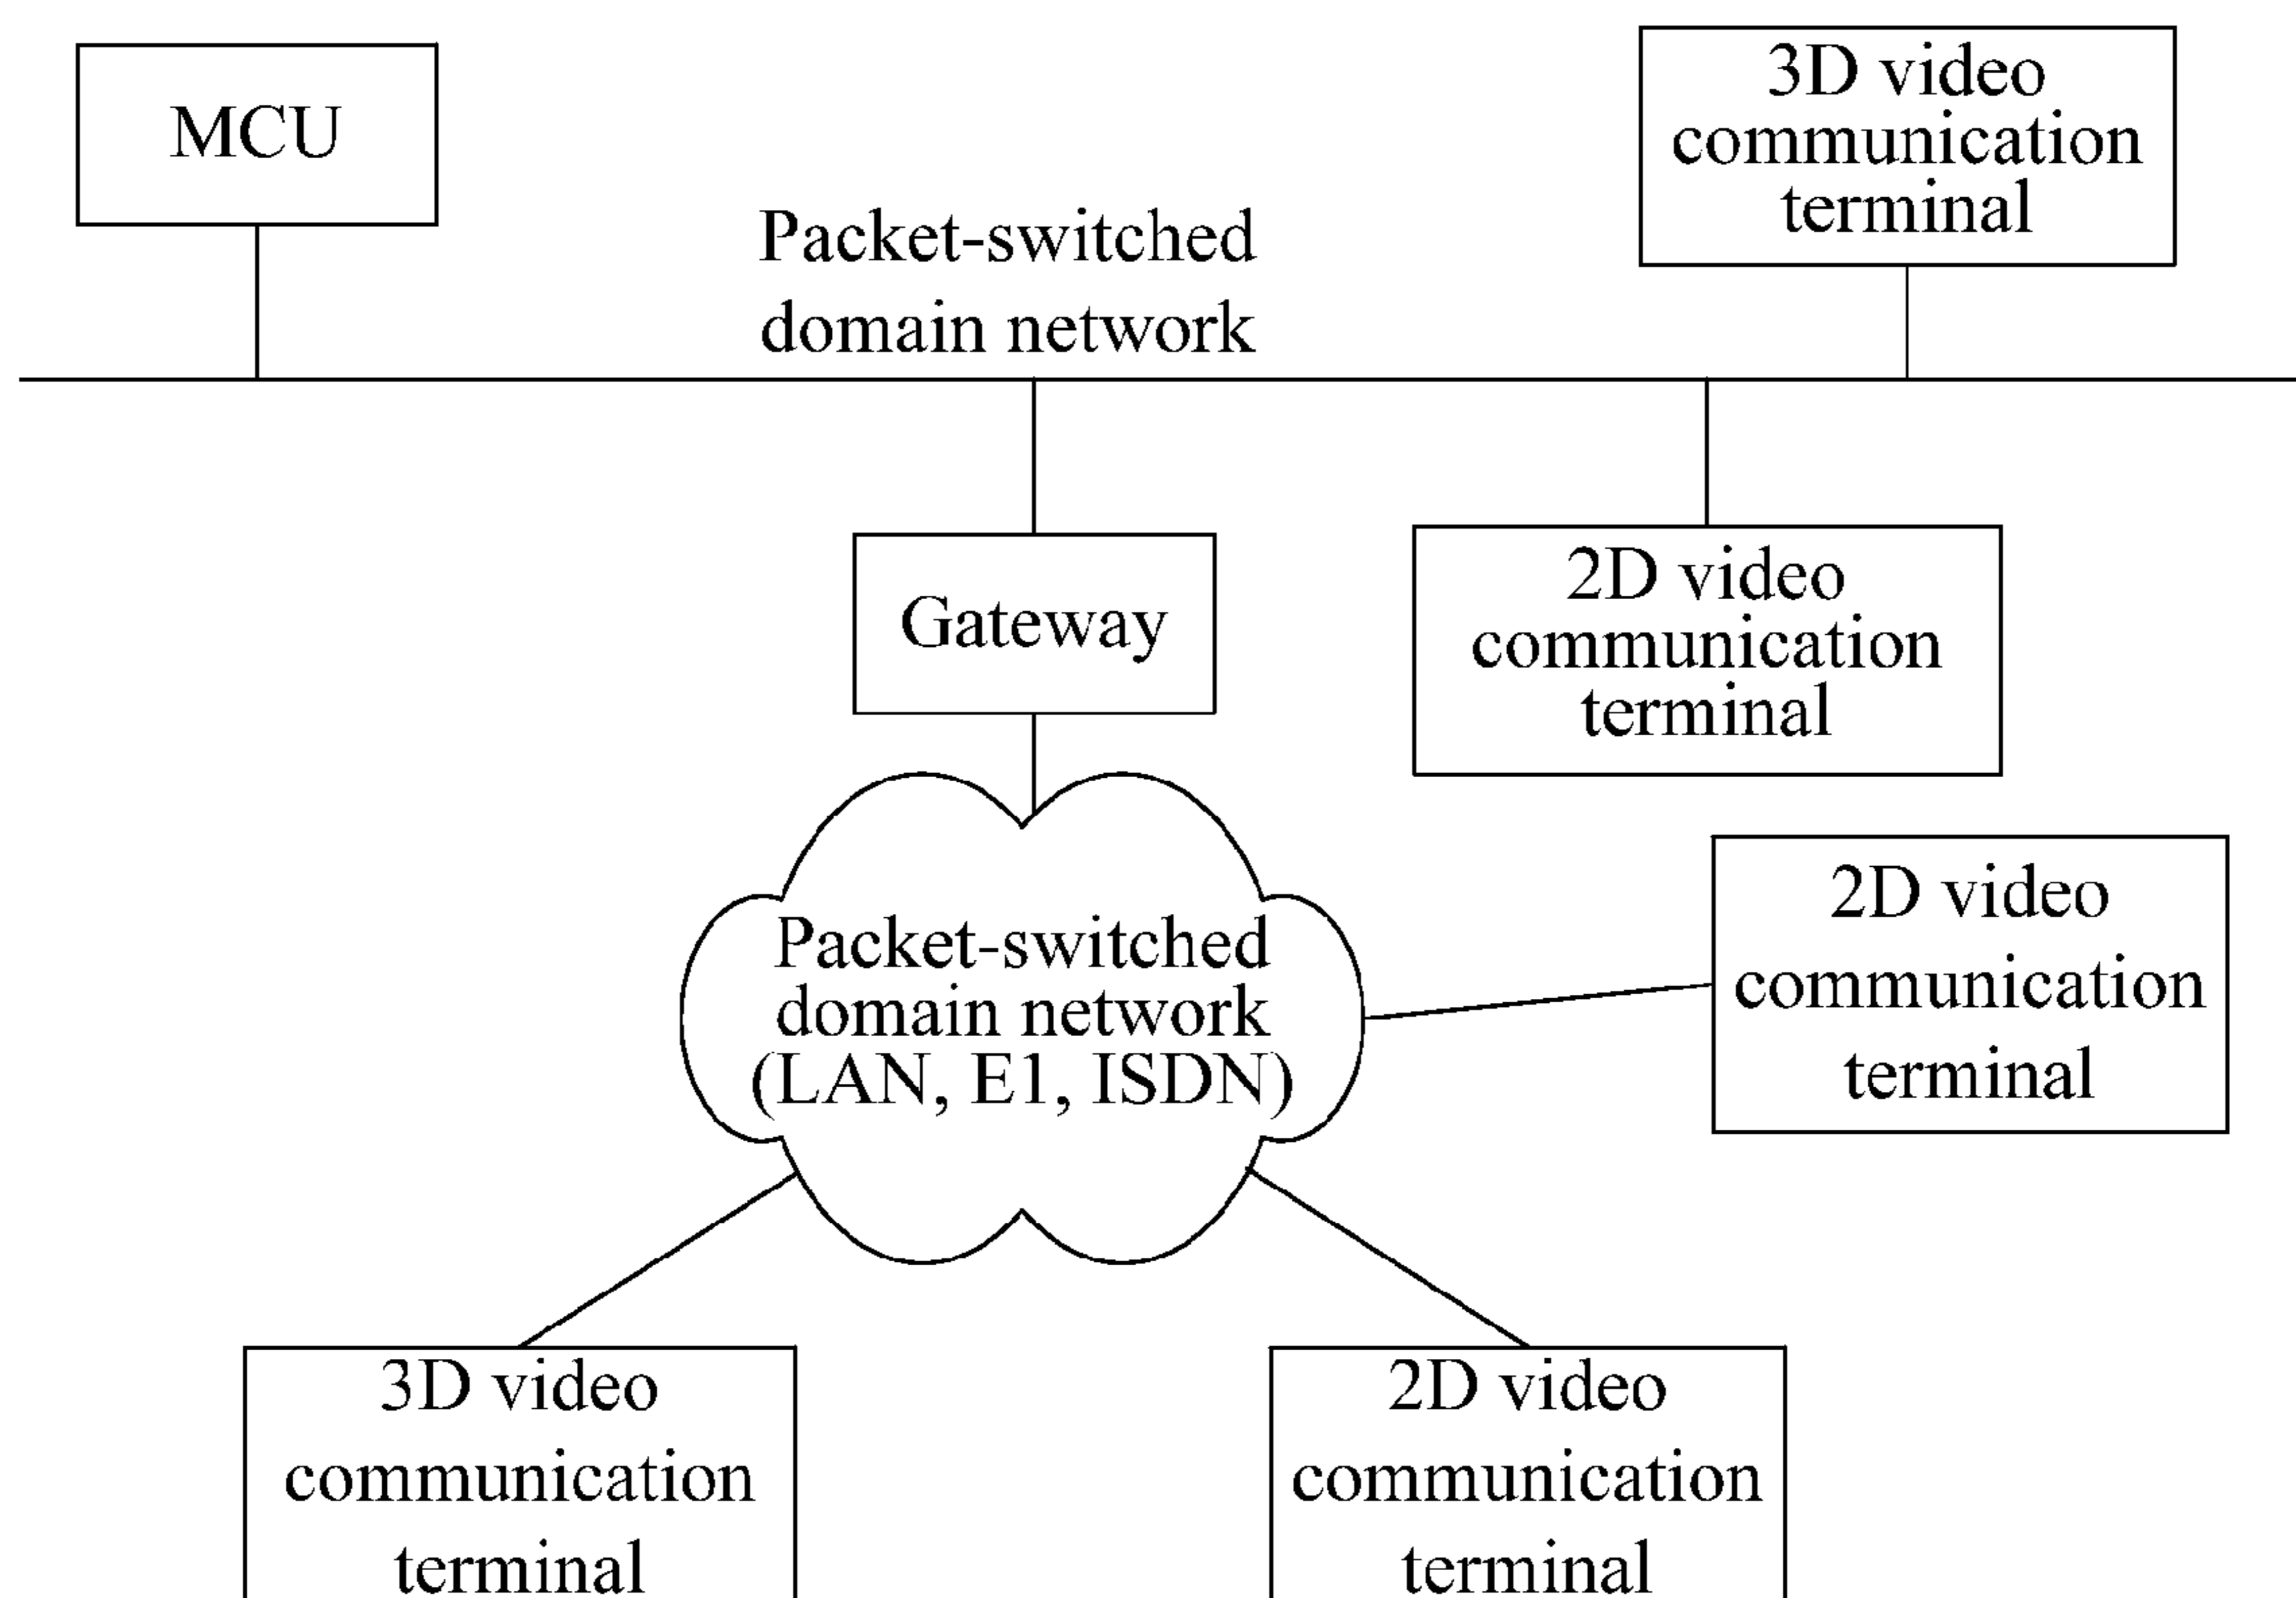 MCU
3D video
communication
terminal
Packet-switched
domain network
Gateway
2D video
communication
terminal
Packet-switched
domain network
(LAN, E1, ISDN)
2D video
communication
terminal
3D video
communication
terminal
2D video
communication
terminal